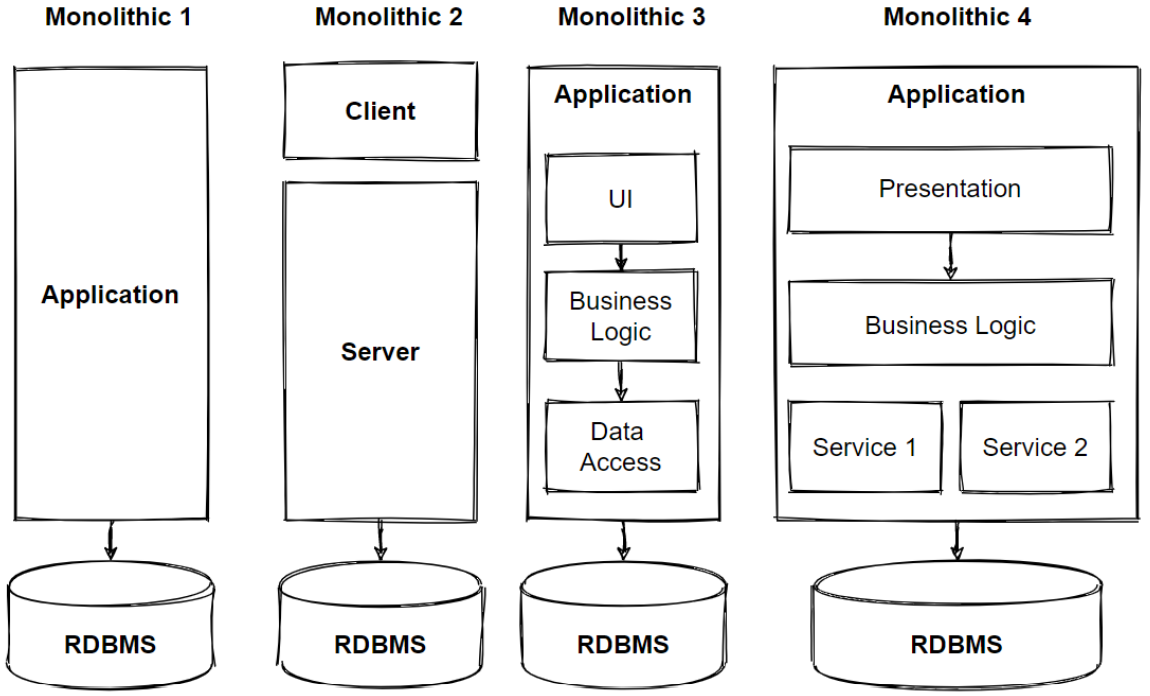 Monolithic 1
Application
RDBMS
Monolithic 2
Client
Server
RDBMS
Monolithic 3
Application
UI
Business
Logic
Data
Access
RDBMS
Monolithic 4
Application
Presentation
Business Logic
Service 1
Service 2
RDBMS